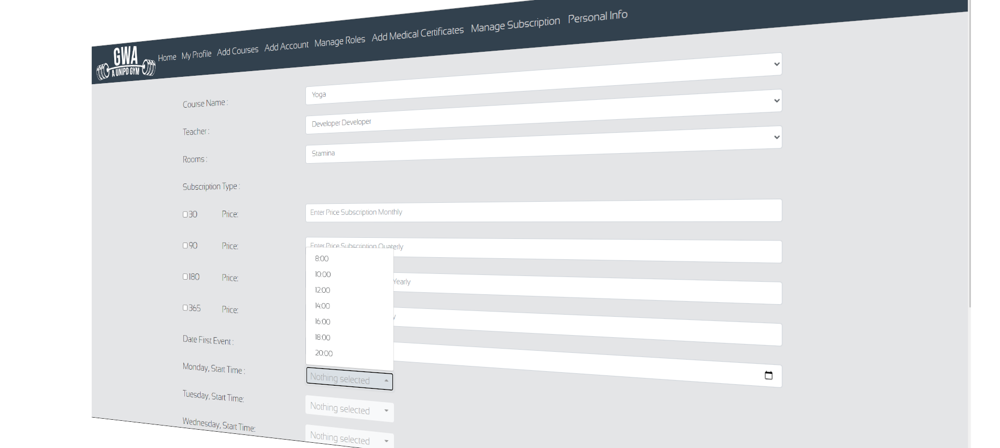 GWA
A UNIPD GYM
Home My Profile Add Courses Add Account Manage Roles Add Medical Certificates Manage Subscription Personal Info
Course Name :
Yoga
Teacher :
Developer Developer
Rooms :
Stamina
Subscription Type :
30 Price: Enter Price Subscription Monthly
90 Price: Enter Price Subscription Quaterly
180 Price: Yearly
365 Price:
8:00
10:00
12:00
14:00
16:00
18:00
20:00
Date First Event :
Monday, Start Time : Nothing selected
Tuesday, Start Time: Nothing selected
Wednesday, Start Time: Nothing selected